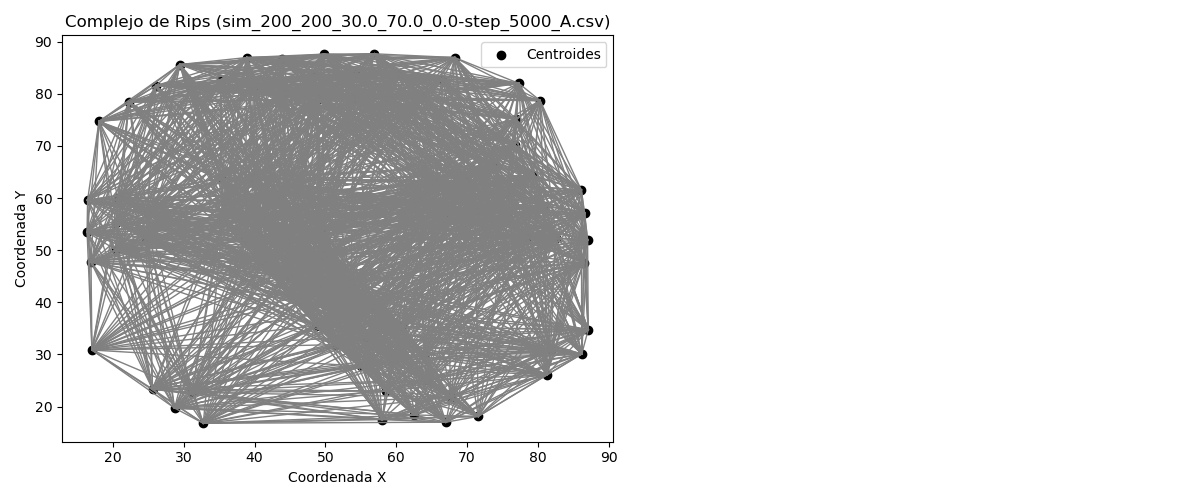 Complejo de Rips (sim_200_200_30.0_70.0_0.0-step_5000_A.csv)
Centroides
90
80
70
60
50
40
30
20
Coordenada Y
20 30 40 50 60 70 80 90
Coordenada X